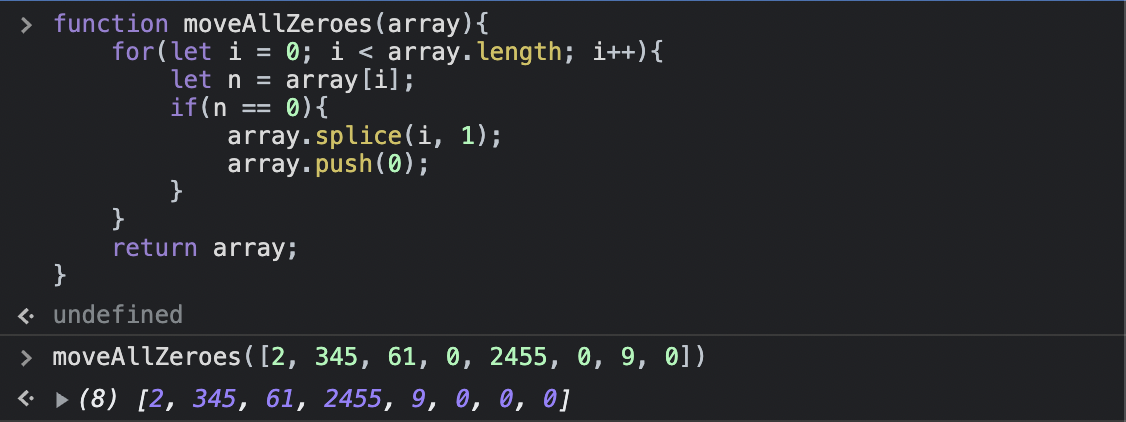 > function moveAllZeroes(array){
    for(let i = 0; i < array.length; i++){
        let n = array[i];
        if(n == 0){
            array.splice(i, 1);
            array.push(0);
        }
    }
    return array;
}
undefined
> moveAllZeroes([2, 345, 61, 0, 2455, 0, 9, 0])
(8) [2, 345, 61, 2455, 9, 0, 0, 0]